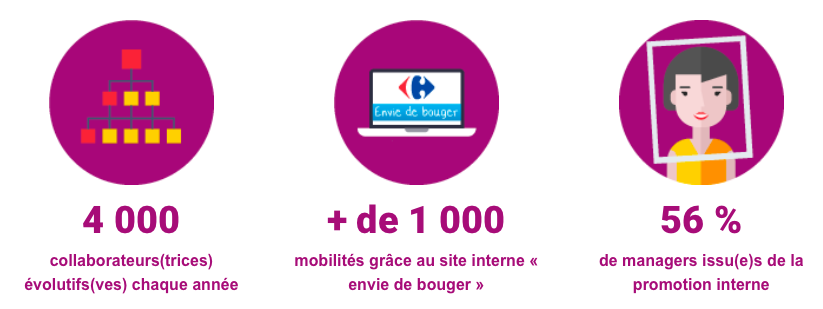 Envie de bouger
4 000
collaborateurs(trices)
évolutifs(ves) chaque année
+ de 1 000
mobilités grâce au site interne «
envie de bouger »
56 %
de managers issu(e)s de la
promotion interne